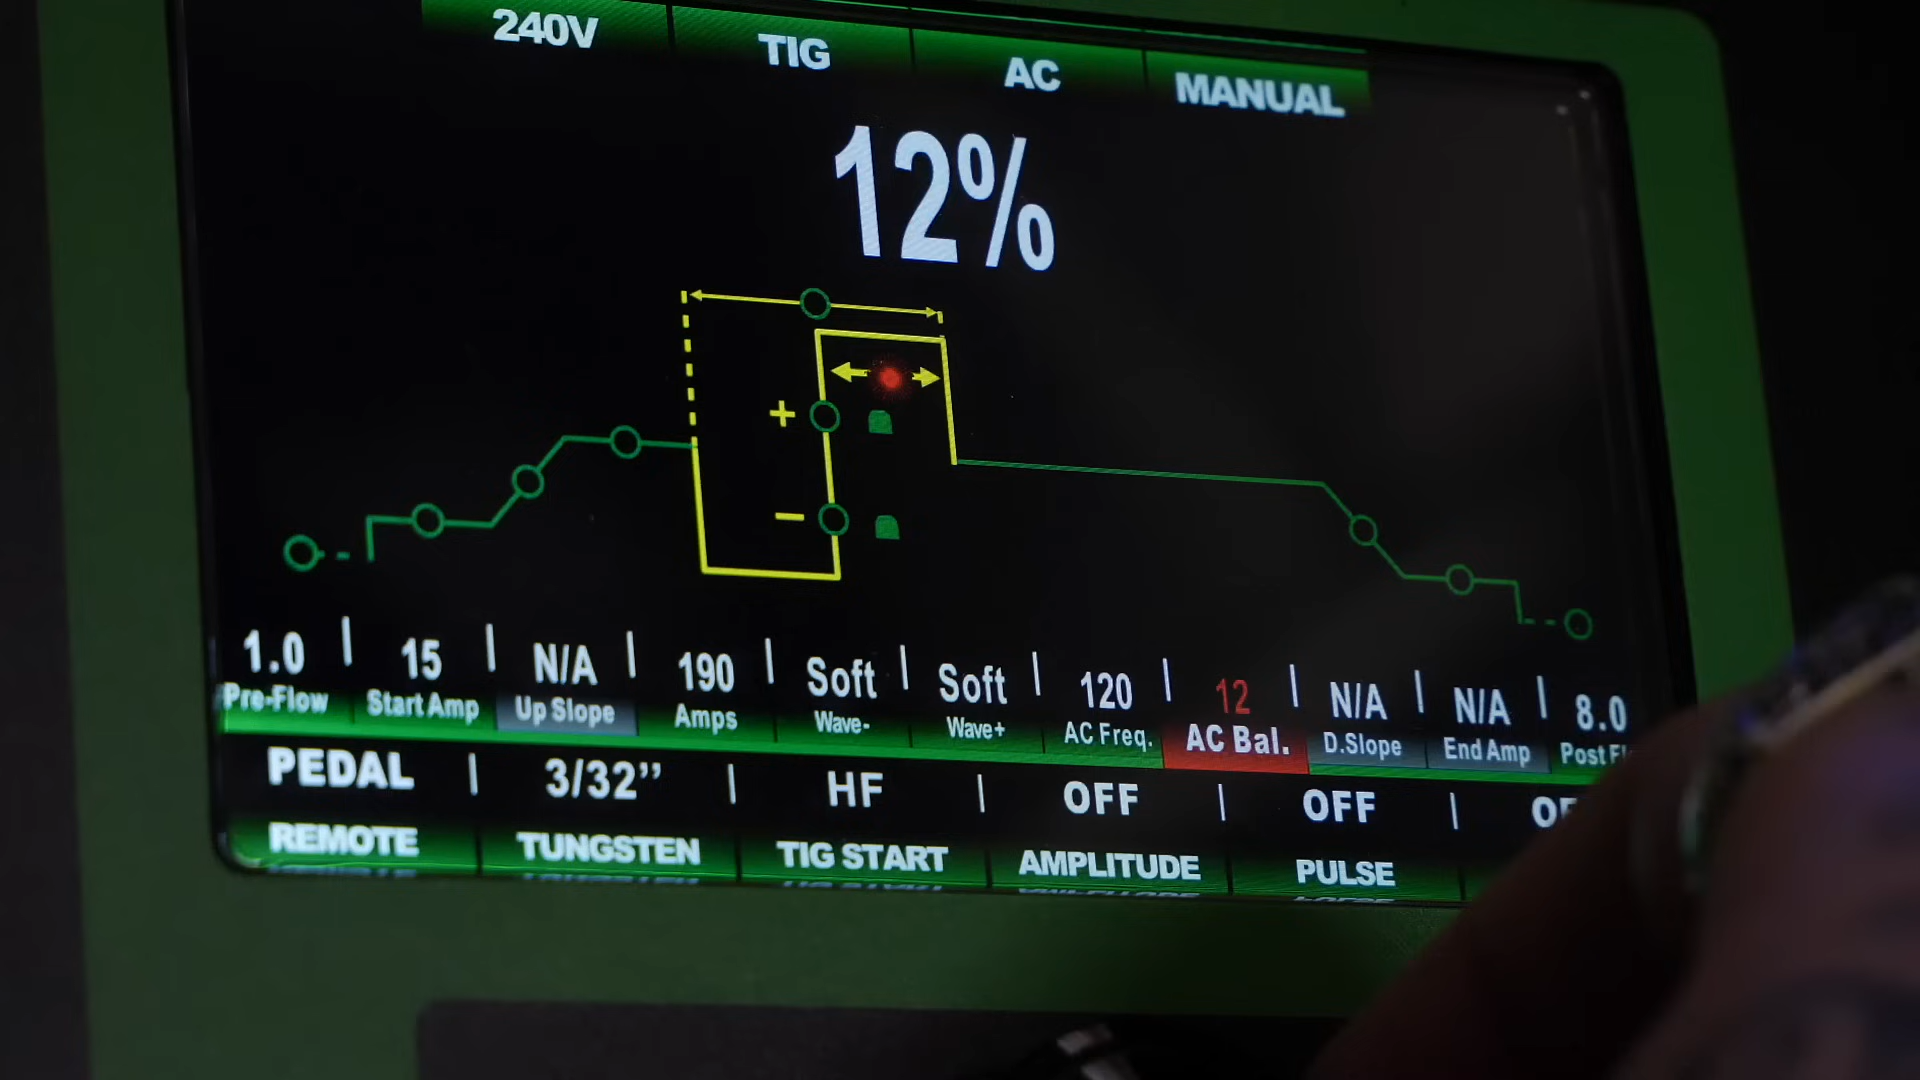 240V TIG AC MANUAL
12%
+
−
1.0 | 15 | N/A | 190 | Soft | Soft | 120 | 12 | N/A | N/A | 8.0
Pre-Flow Start Amp Up Slope Amps Wave- Wave+ AC Freq. AC Bal. D.Slope End Amp Post
PEDAL | 3/32” | HF | OFF | OFF |
REMOTE TUNGSTEN TIG START AMPLITUDE PULSE